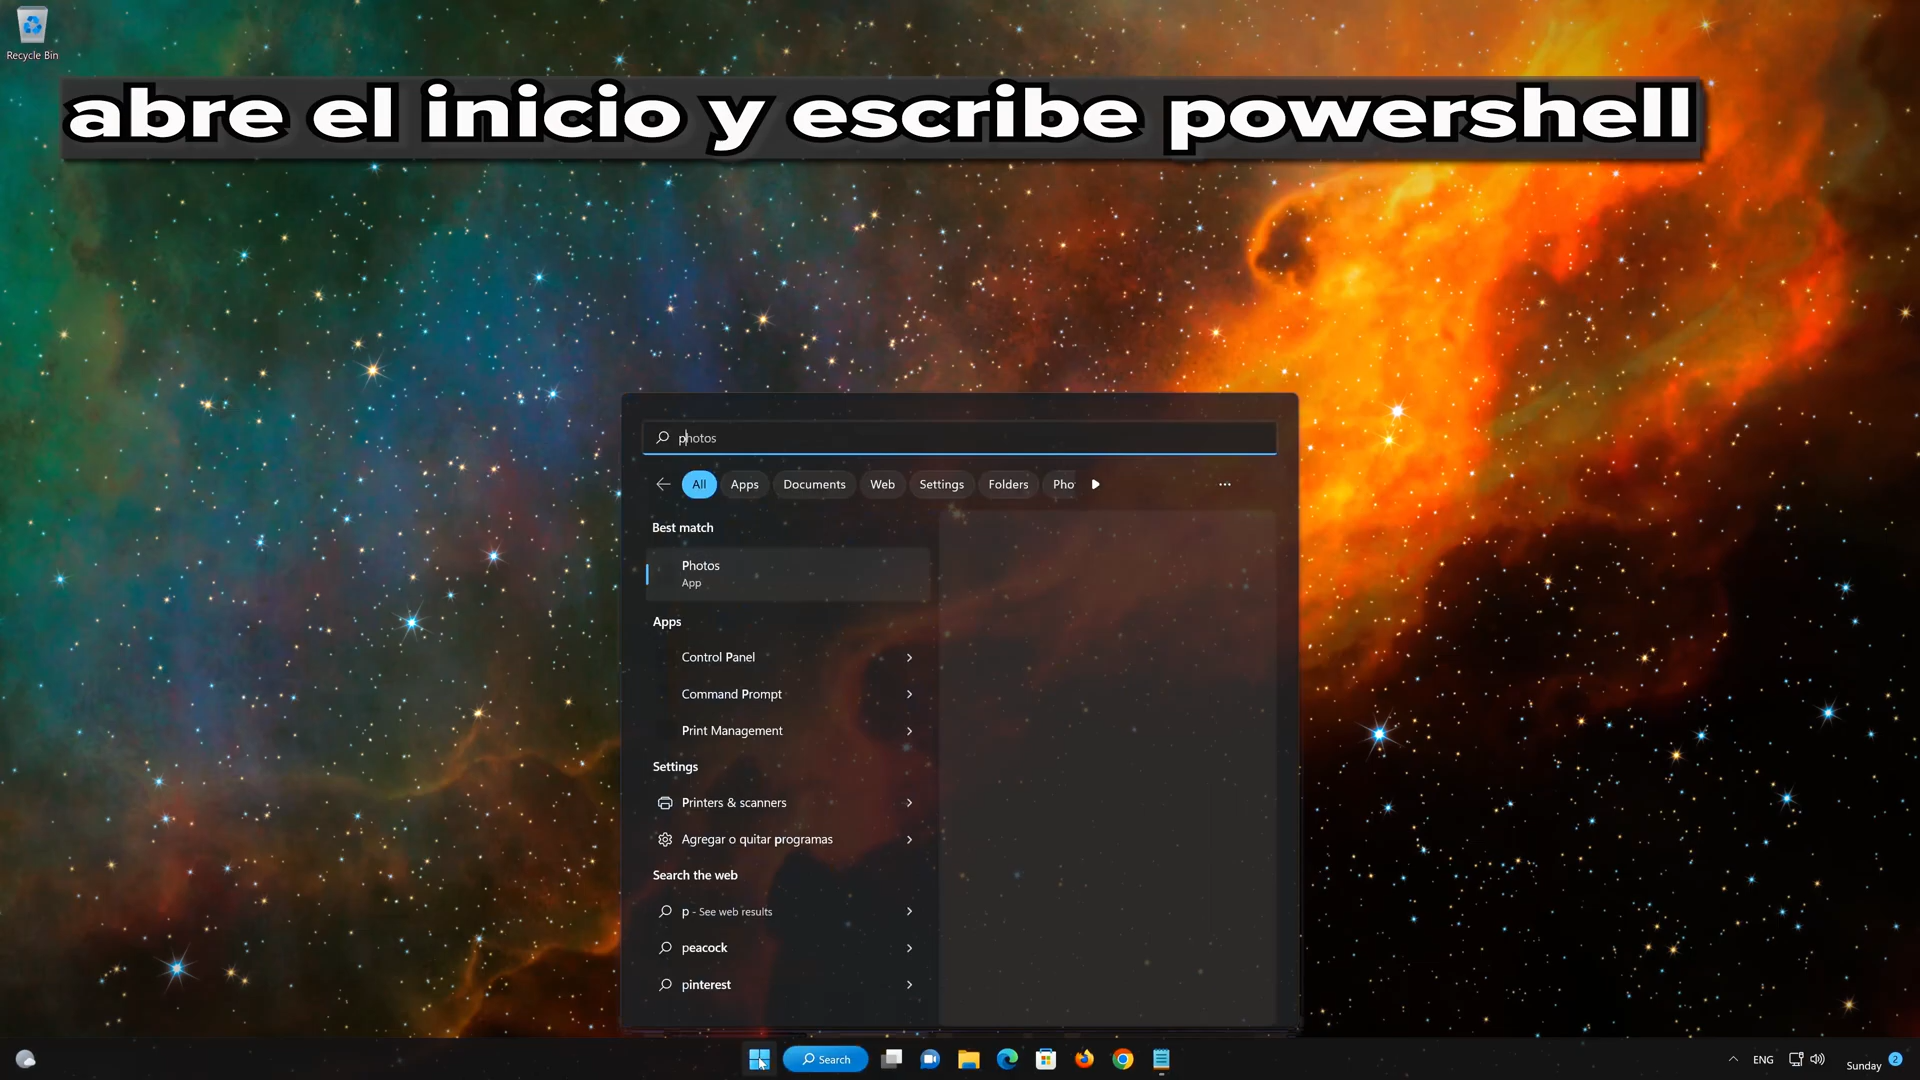 Recycle Bin
abre el inicio y escribe powershell
photos
All Apps Documents Web Settings Folders Pho
Best match
Photos
App
Apps
Control Panel
Command Prompt
Print Management
Settings
Printers & scanners
Agregar o quitar programas
Search the web
p - See web results
peacock
pinterest
Search
ENG
Sunday 2